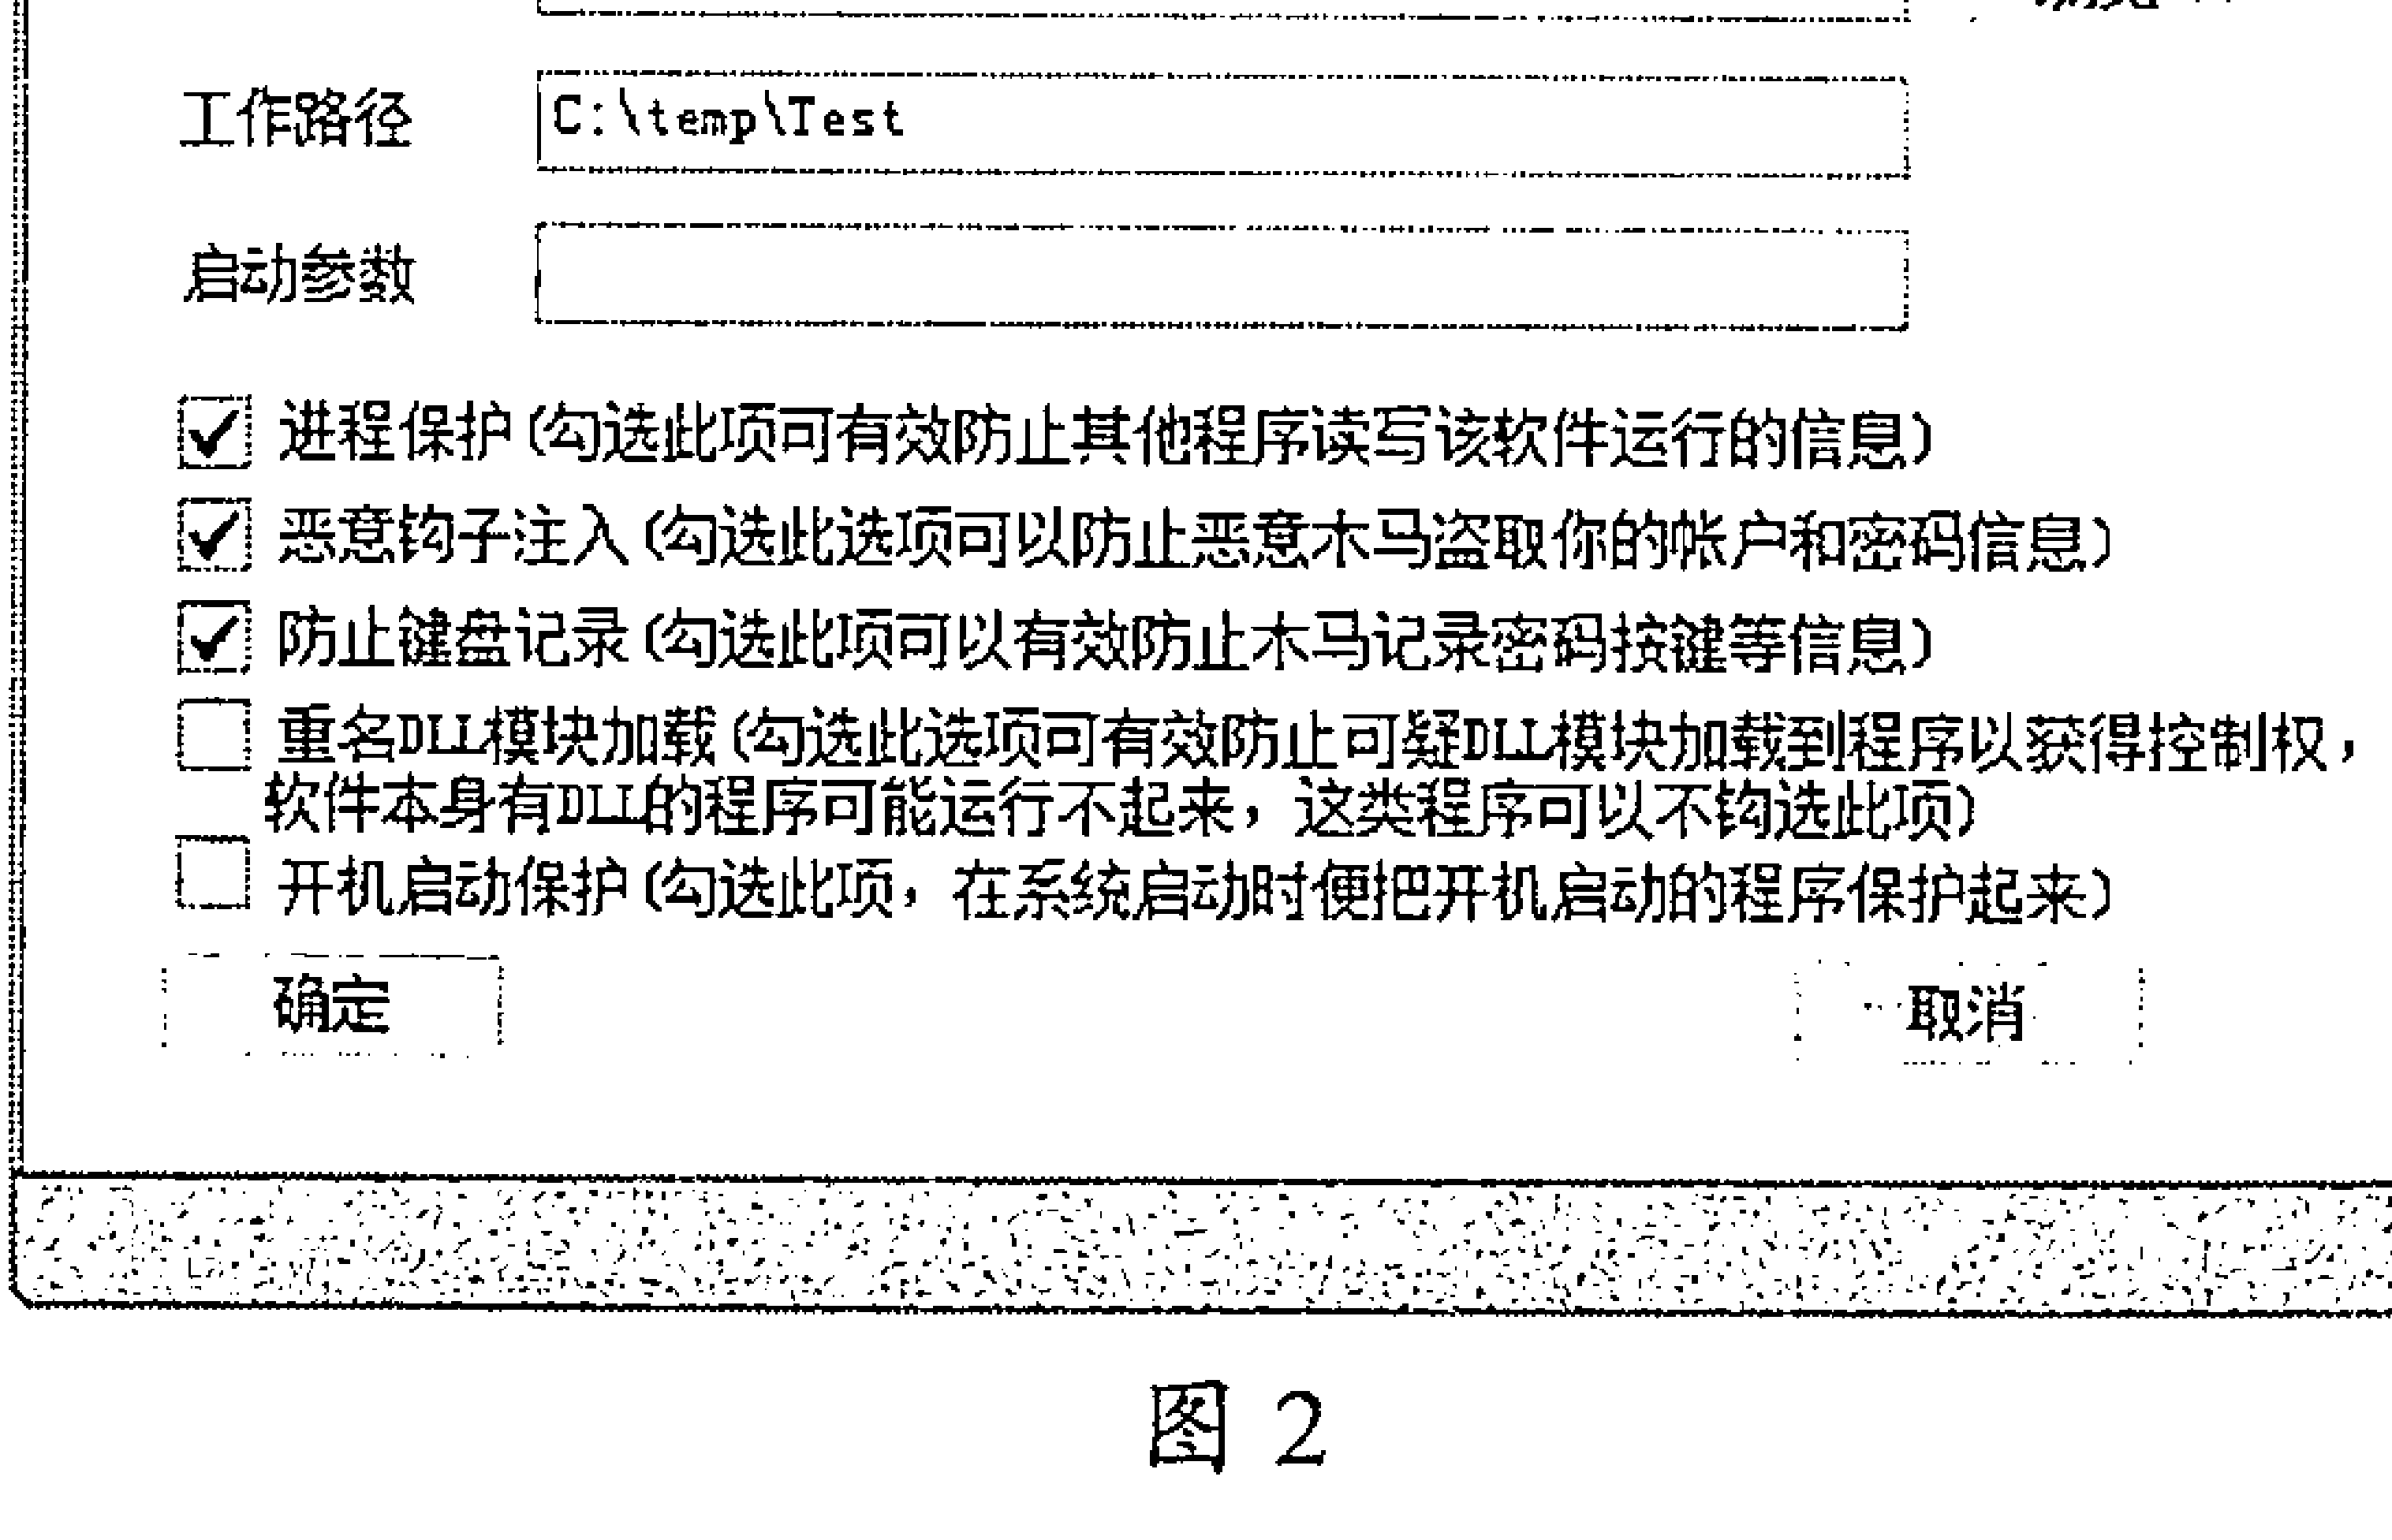 工作路径
C:\temp\Test
启动参数
进程保护(勾选此项可有效防止其他程序读写该软件运行的信息)
恶意钩子注入(勾选此选项可以防止恶意木马盗取你的帐户和密码信息)
防止键盘记录(勾选此项可以有效防止木马记录密码按键等信息)
重名DLL模块加载(勾选此选项可有效防止可疑DLL模块加载到程序以获得控制权，
软件本身有DLL的程序可能运行不起来，这类程序可以不钩选此项)
开机启动保护(勾选此项，在系统启动时便把开机启动的程序保护起来)
确定
取消
图 2